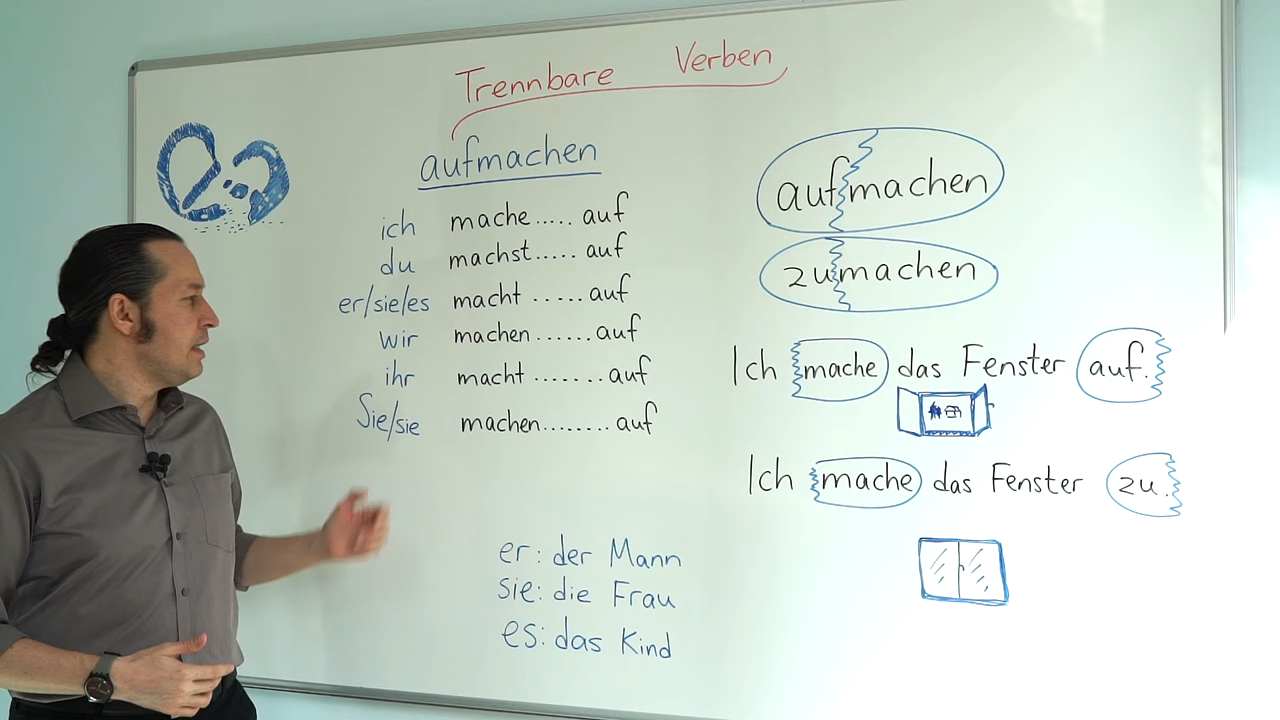 Trennbare Verben
aufmachen
ich mache..... auf
du machst..... auf
er/sie/es macht ...... auf
wir machen ...... auf
ihr macht ........ auf
Sie/sie machen........ auf
er: der Mann
sie: die Frau
es: das Kind
aufmachen
zumachen
Ich mache das Fenster auf.
Ich mache das Fenster zu.